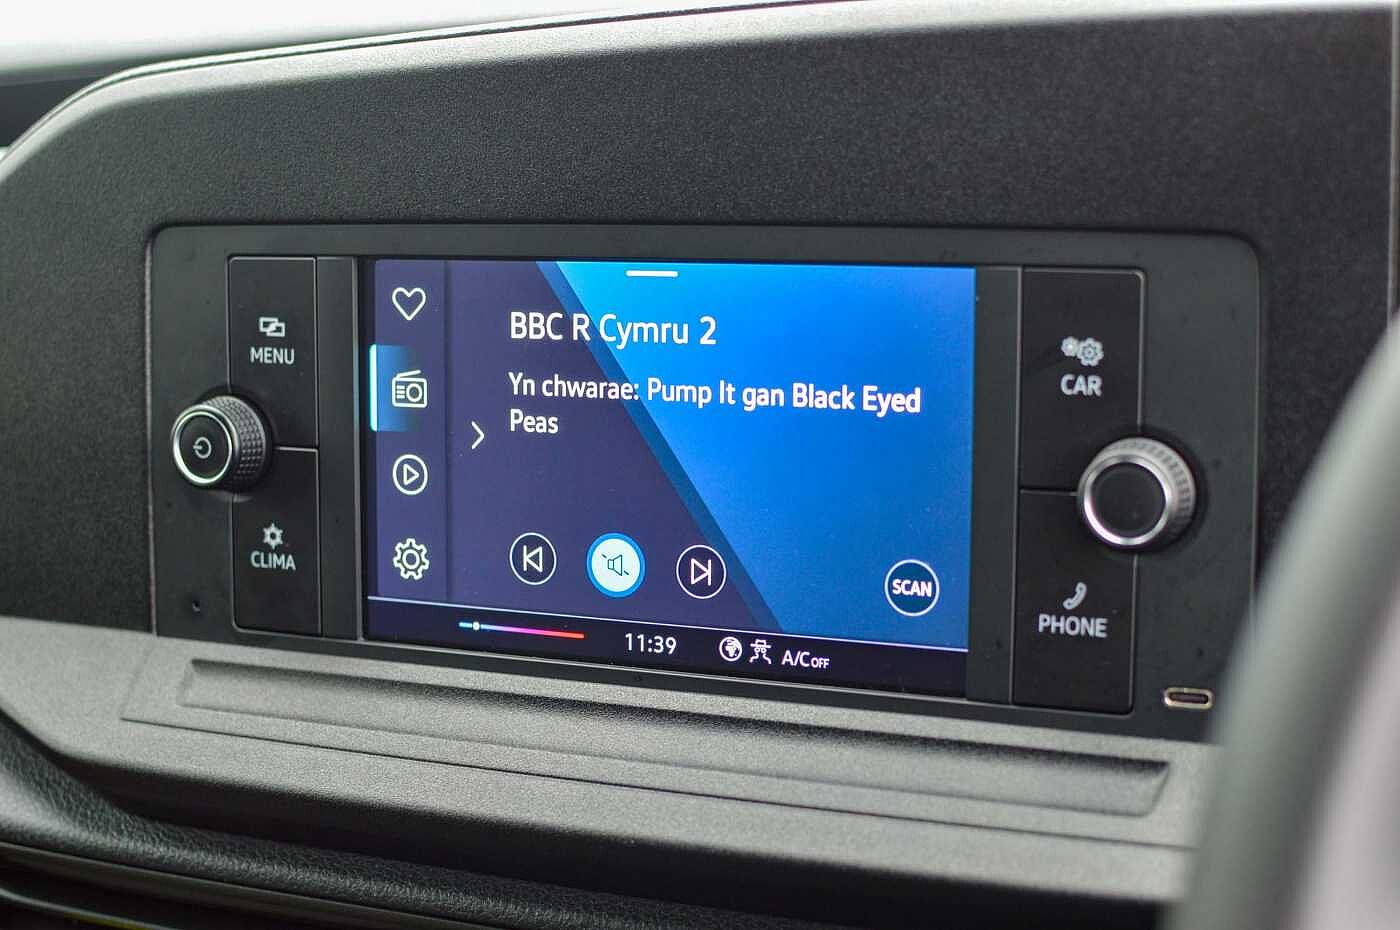 MENU
CLIMA
BBC R Cymru 2
Yn chwarae: Pump It gan Black Eyed
Peas
SCAN
11:39
A/C OFF
CAR
PHONE